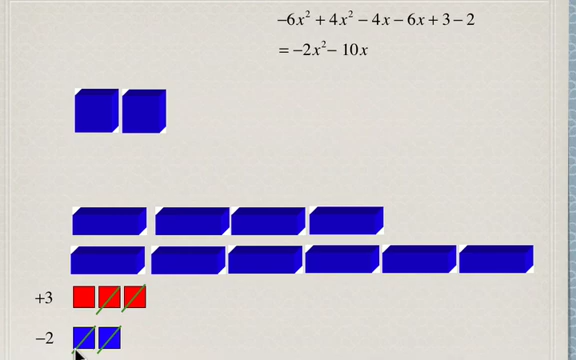 −6x² + 4x² − 4x − 6x + 3 − 2
= −2x² − 10x
+3
−2